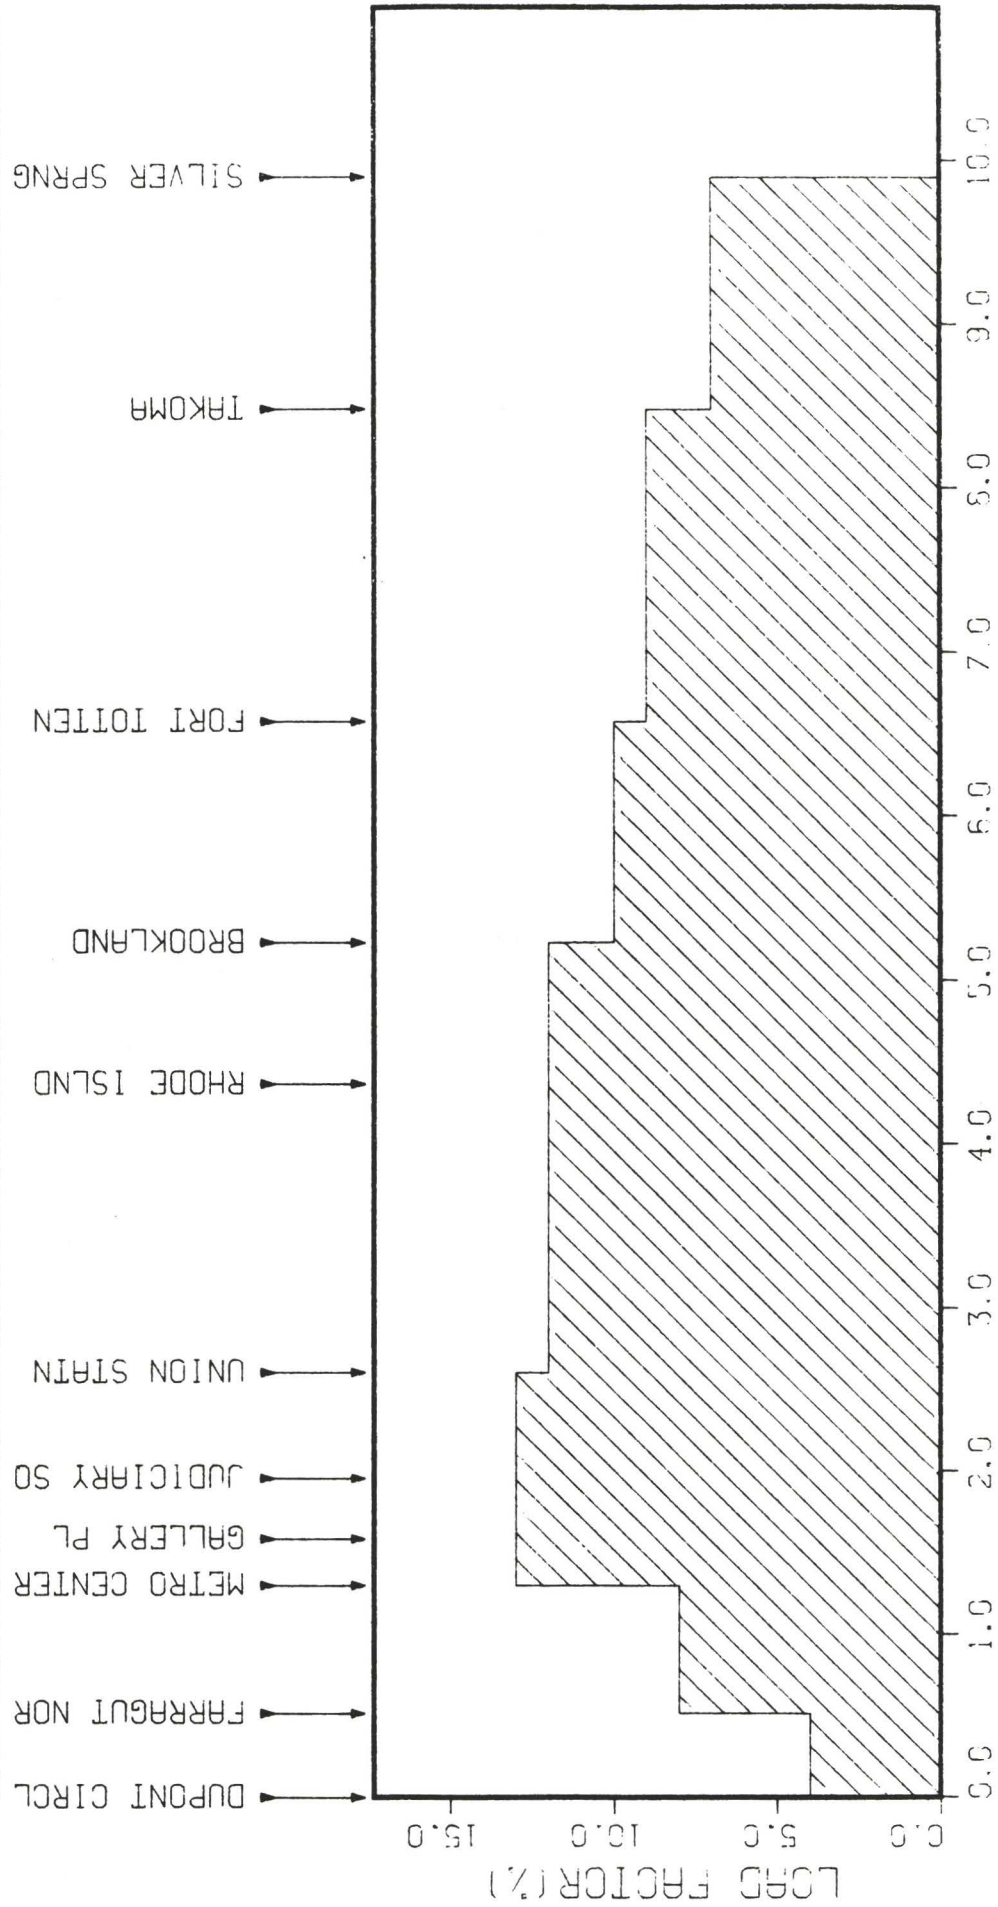 LOAD FACTOR(%)
15.0
10.0
5.0
0.0
DUPONT CIRCL
FARRAGUT NOR
METRO CENTER
GALLERY PL
JUDICIARY SQ
UNION STATN
RHODE ISLND
BROOKLAND
FORT TOTTEN
TAKOMA
SILVER SPRNG
0.0
1.0
2.0
3.0
4.0
5.0
6.0
7.0
8.0
9.0
10.0